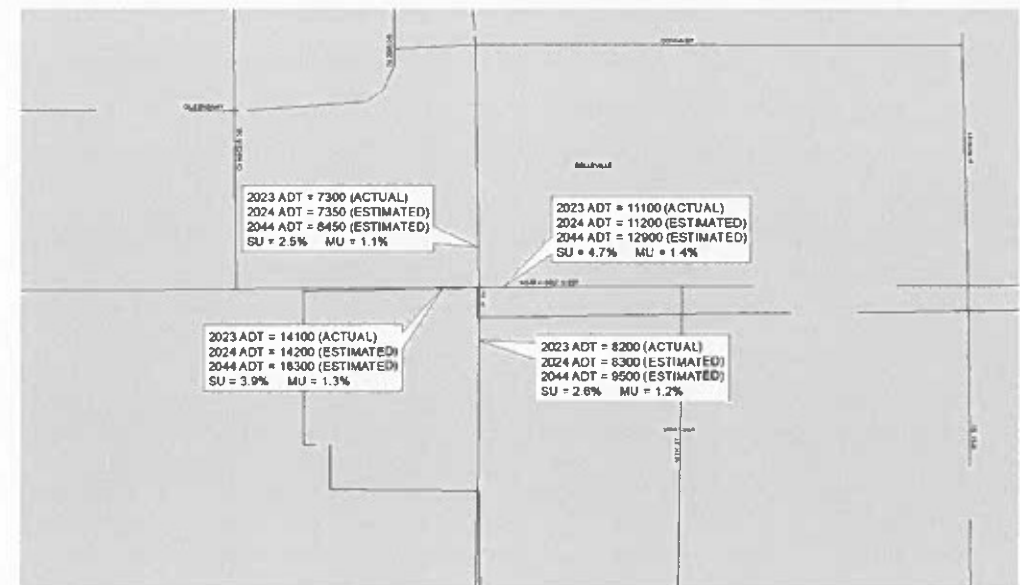 2023 ADT = 7300 (ACTUAL)
2024 ADT = 7350 (ESTIMATED)
2044 ADT = 8450 (ESTIMATED)
SU = 2.5% MU = 1.1%
2023 ADT = 11100 (ACTUAL)
2024 ADT = 11200 (ESTIMATED)
2044 ADT = 12900 (ESTIMATED)
SU = 4.7% MU = 1.4%
2023 ADT = 14100 (ACTUAL)
2024 ADT = 14200 (ESTIMATED)
2044 ADT = 16300 (ESTIMATED)
SU = 3.9% MU = 1.3%
2023 ADT = 8200 (ACTUAL)
2024 ADT = 8300 (ESTIMATED)
2044 ADT = 9500 (ESTIMATED)
SU = 2.6% MU = 1.2%